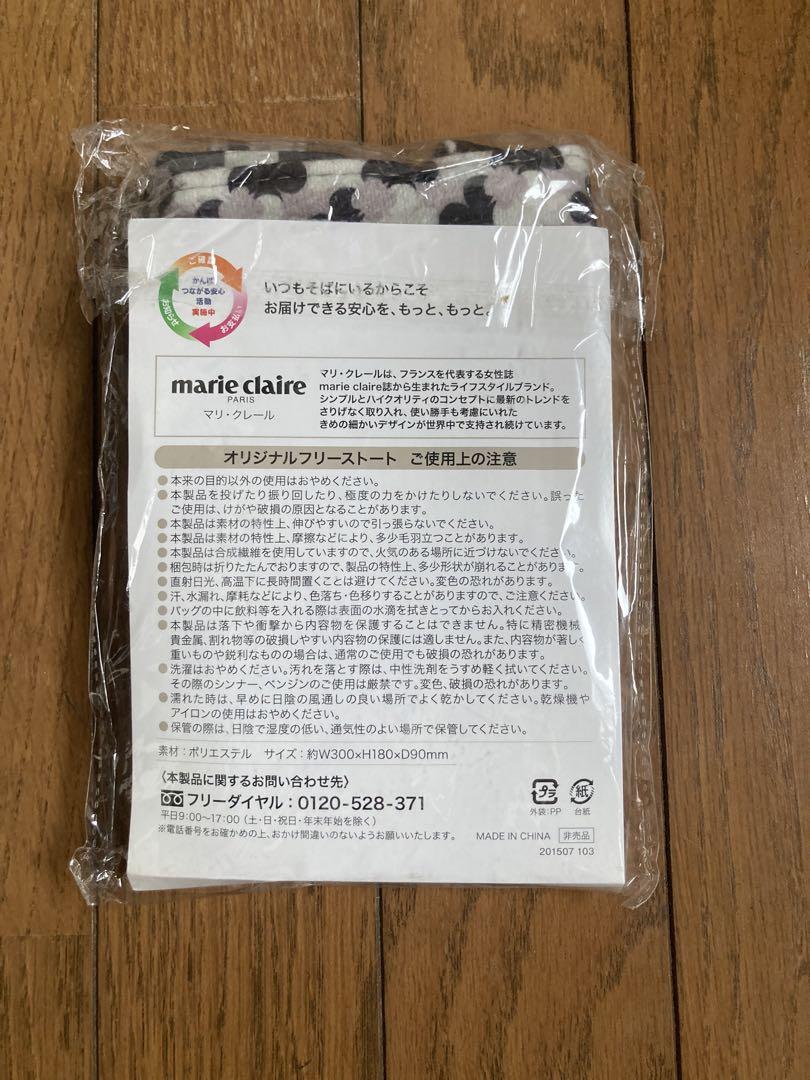 ご確認
かんぽ
つながる安心
活動
実施中
お知らせ
お支払い
いつもそばにいるからこそ
お届けできる安心を、もっと、もっと。
marie claire
PARIS
マリ・クレール
マリ・クレールは、フランスを代表する女性誌
marie claire誌から生まれたライフスタイルブランド。
シンプルとハイクオリティのコンセプトに最新のトレンドを
さりげなく取り入れ、使い勝手も考慮にいれた
きめの細かいデザインが世界中で支持され続けています。
オリジナルフリーストート ご使用上の注意
●本来の目的以外の使用はおやめください。
●本製品を投げたり振り回したり、極度の力をかけたりしないでください。誤った
ご使用は、けがや破損の原因となることがあります。
●本製品は素材の特性上、伸びやすいので引っ張らないでください。
●本製品は素材の特性上、摩擦などにより、多少毛羽立つことがあります。
●本製品は合成繊維を使用していますので、火気のある場所に近づけないでください。
●梱包時は折りたたんでおりますので、製品の特性上、多少形状が崩れることがあります。
●直射日光、高温下に長時間置くことは避けてください。変色の恐れがあります。
●汗、水漏れ、摩耗などにより、色落ち・色移りすることがありますので、ご注意ください。
●バッグの中に飲料等を入れる際は表面の水滴を拭きとってからお入れください。
●本製品は落下や衝撃から内容物を保護することはできません。特に精密機械、
貴金属、割れ物等の破損しやすい内容物の保護には適しません。また、内容物が著しく
重いものや鋭利なものの場合は、通常のご使用でも破損の恐れがあります。
●洗濯はおやめください。汚れを落とす際は、中性洗剤をうすめ軽く拭いてください。
その際のシンナー、ベンジンのご使用は厳禁です。変色、破損の恐れがあります。
●濡れた時は、早めに日陰の風通しの良い場所でよく乾かしてください。乾燥機や
アイロンの使用はおやめください。
●保管の際は、日陰で湿度の低い、通気性のよい場所で保管してください。
素材：ポリエステル サイズ：約W300×H180×D90mm
〈本製品に関するお問い合わせ先〉
フリーダイヤル：0120-528-371
平日9:00〜17:00（土・日・祝日・年末年始を除く）
※電話番号をお確かめの上、おかけ間違いのないようお願いいたします。
プラ
外装：PP
紙
台紙
MADE IN CHINA 非売品
201507 103